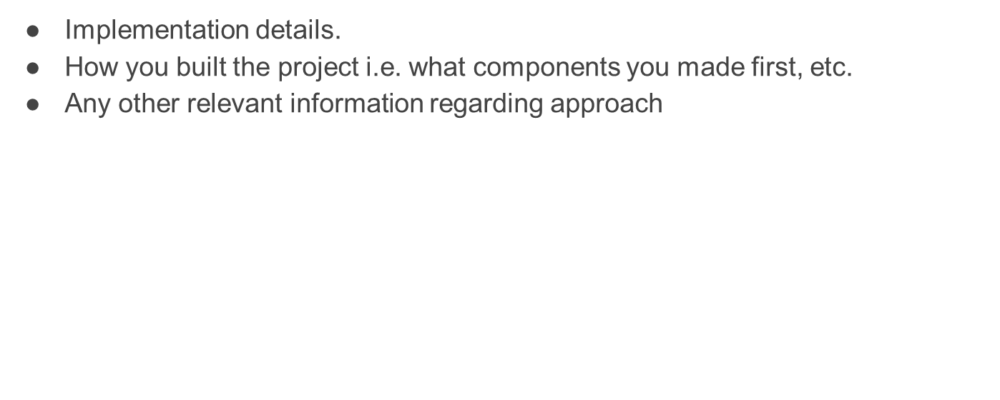 ● Implementation details.
● How you built the project i.e. what components you made first, etc.
● Any other relevant information regarding approach